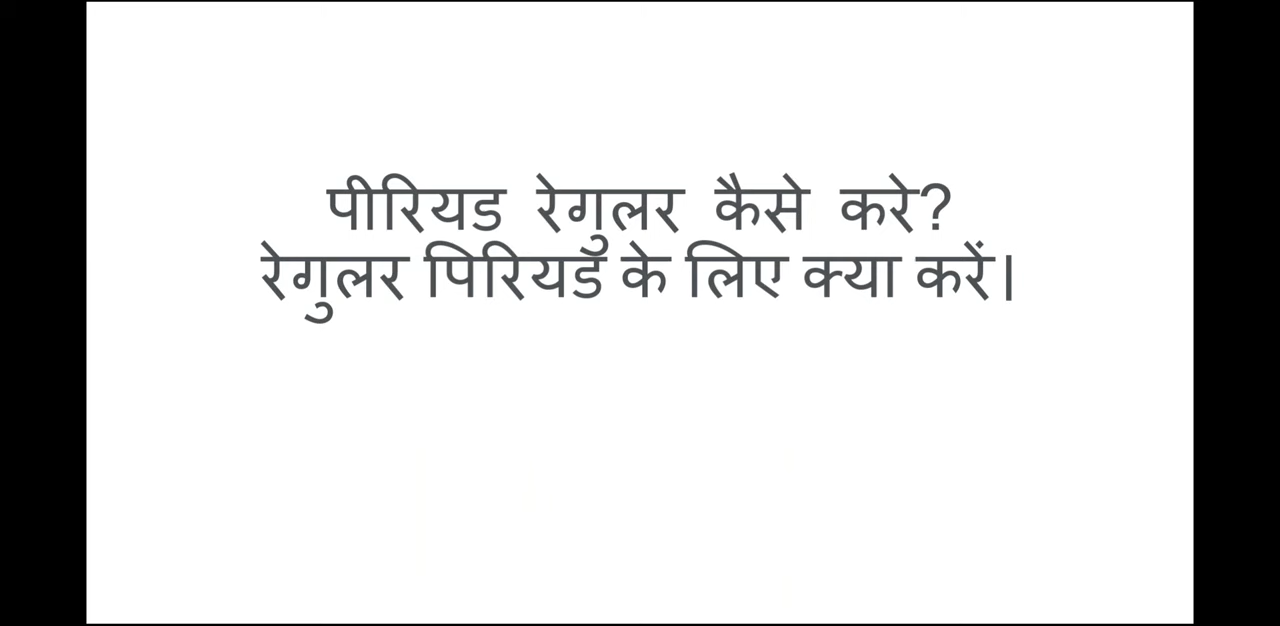 पीरियड रेगुलर कैसे करे?
रेगुलर पिरियड के लिए क्या करें।